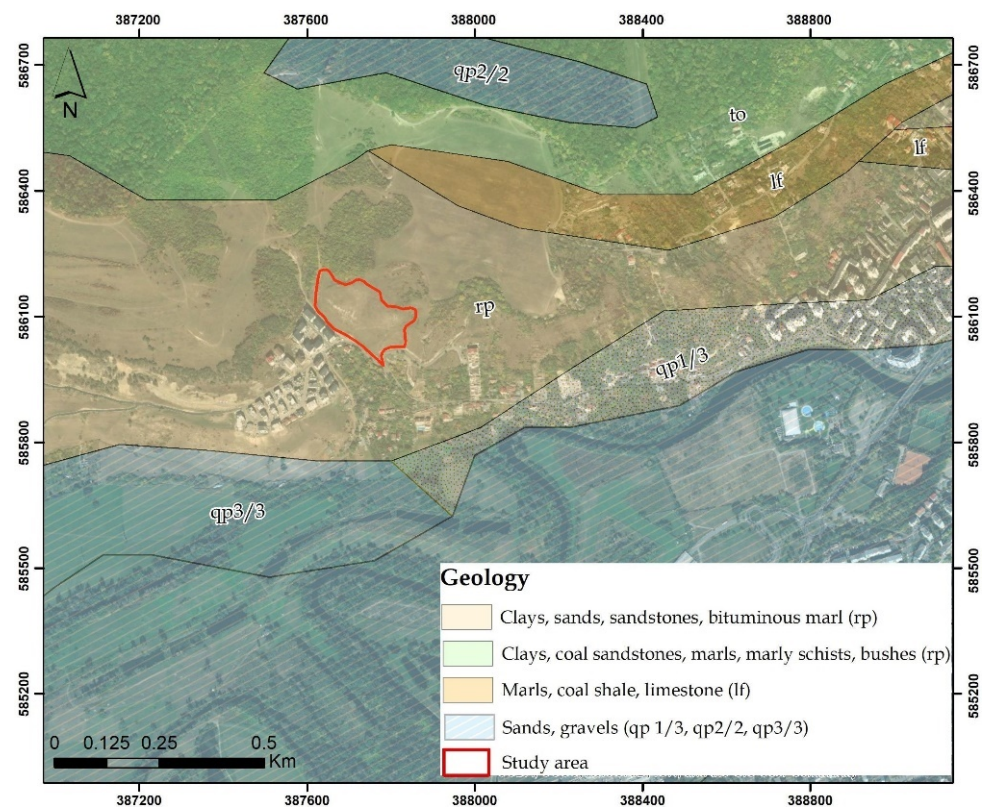 387200 387600 388000 388400 388800
586700 586700
qp2/2
N
to
lf
lf
586400 586400
rp
586100 586100
qp1/3
585800 585800
qp3/3
585500 585500
Geology
Clays, sands, sandstones, bituminous marl (rp)
Clays, coal sandstones, marls, marly schists, bushes (rp)
Marls, coal shale, limestone (lf)
585200 585200
Sands, gravels (qp 1/3, qp2/2, qp3/3)
0 0.125 0.25 0.5
Km
Study area
387200 387600 388000 388400 388800